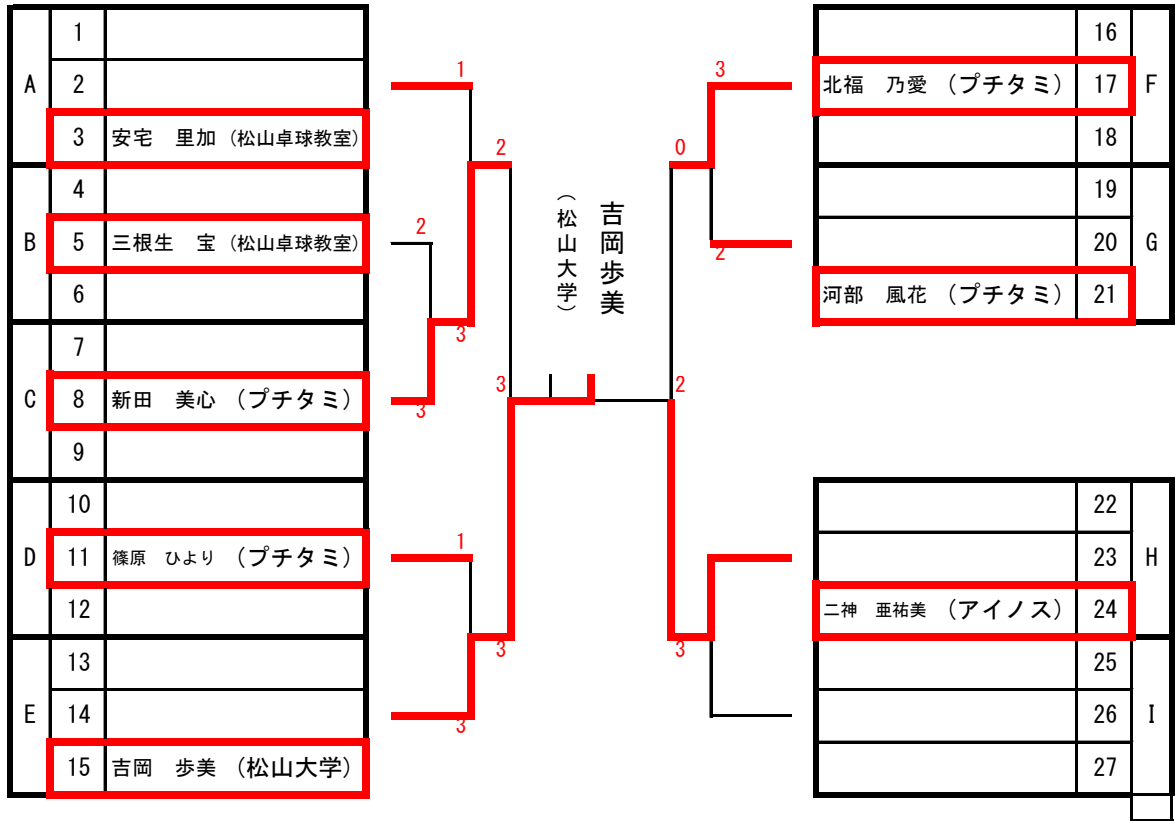 A
1
2
3 安宅　里加 (松山卓球教室)
B
4
5 三根生　宝 (松山卓球教室)
6
C
7
8 新田　美心 (プチタミ)
9
D
10
11 篠原　ひより (プチタミ)
12
E
13
14
15 吉岡　歩美 (松山大学)
1
2
2
3
3
3
1
3
3
吉岡歩美
(松山大学)
3
0
2
2
3
16
北福　乃愛 (プチタミ) 17
18
F
19
20
河部　風花 (プチタミ) 21
G
22
23
二神　亜祐美 (アイノス) 24
H
25
26
27
I